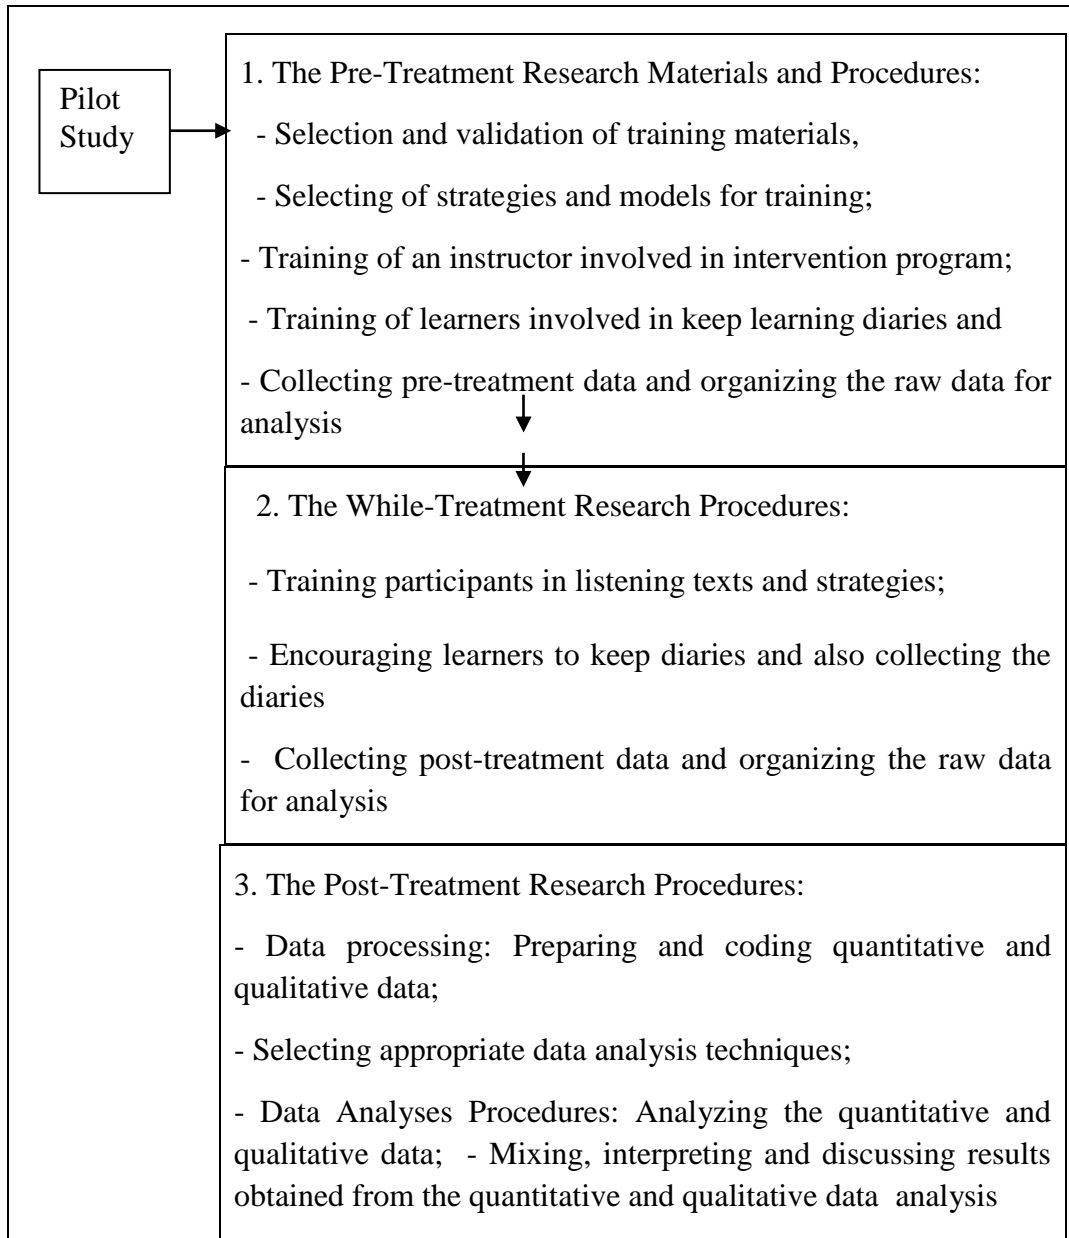 Pilot
Study
1. The Pre-Treatment Research Materials and Procedures:
- Selection and validation of training materials,
- Selecting of strategies and models for training;
- Training of an instructor involved in intervention program;
- Training of learners involved in keep learning diaries and
- Collecting pre-treatment data and organizing the raw data for
analysis
2. The While-Treatment Research Procedures:
- Training participants in listening texts and strategies;
- Encouraging learners to keep diaries and also collecting the
diaries
- Collecting post-treatment data and organizing the raw data
for analysis
3. The Post-Treatment Research Procedures:
- Data processing: Preparing and coding quantitative and
qualitative data;
- Selecting appropriate data analysis techniques;
- Data Analyses Procedures: Analyzing the quantitative and
qualitative data; - Mixing, interpreting and discussing results
obtained from the quantitative and qualitative data analysis